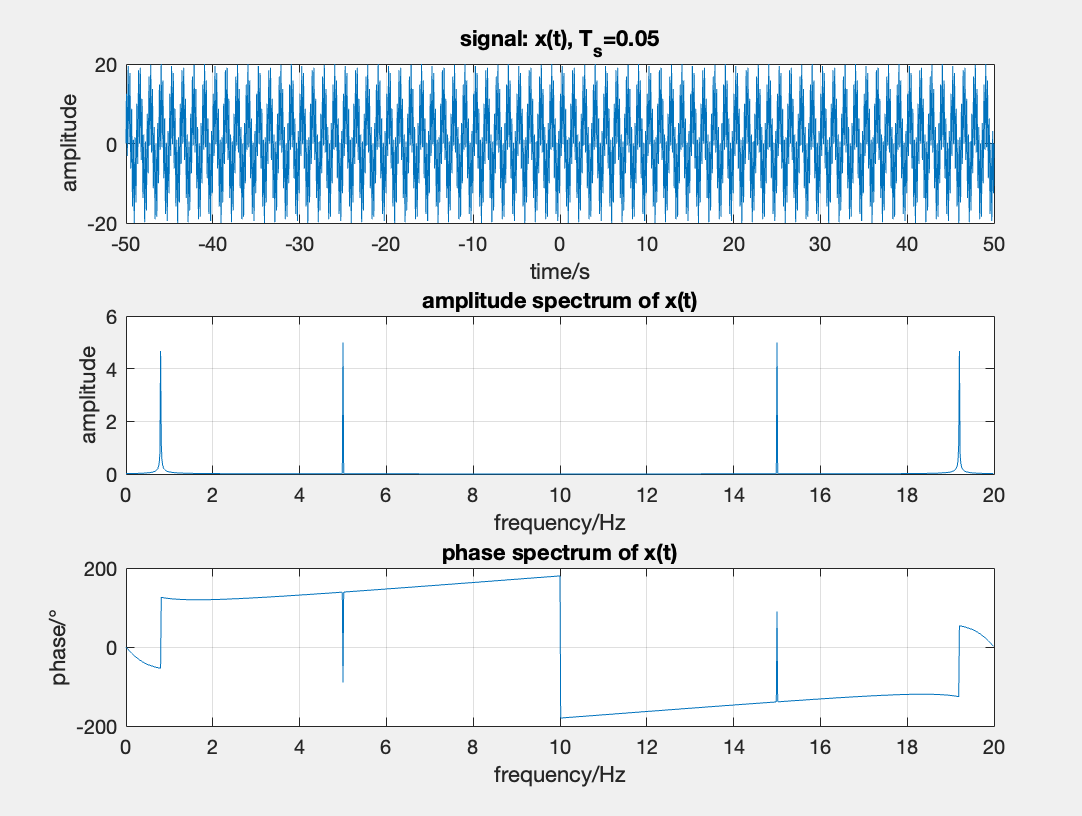 signal: x(t), Tₛ=0.05
amplitude
20
0
-20
-50 -40 -30 -20 -10 0 10 20 30 40 50
time/s
amplitude spectrum of x(t)
amplitude
6
4
2
0
0 2 4 6 8 10 12 14 16 18 20
frequency/Hz
phase spectrum of x(t)
phase/°
200
0
-200
0 2 4 6 8 10 12 14 16 18 20
frequency/Hz